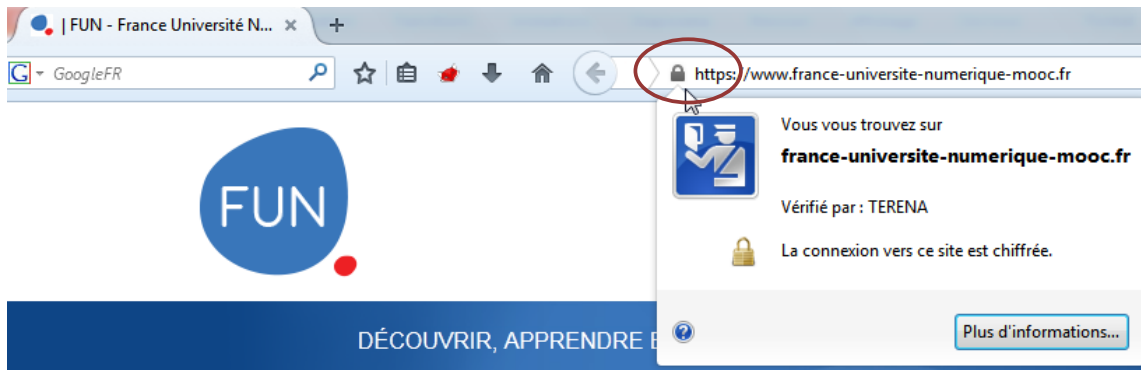 | FUN - France Université N...
GoogleFR
https://www.france-universite-numerique-mooc.fr
Vous vous trouvez sur
france-universite-numerique-mooc.fr
Vérifié par : TERENA
La connexion vers ce site est chiffrée.
Plus d'informations...
FUN
DÉCOUVRIR, APPRENDRE E